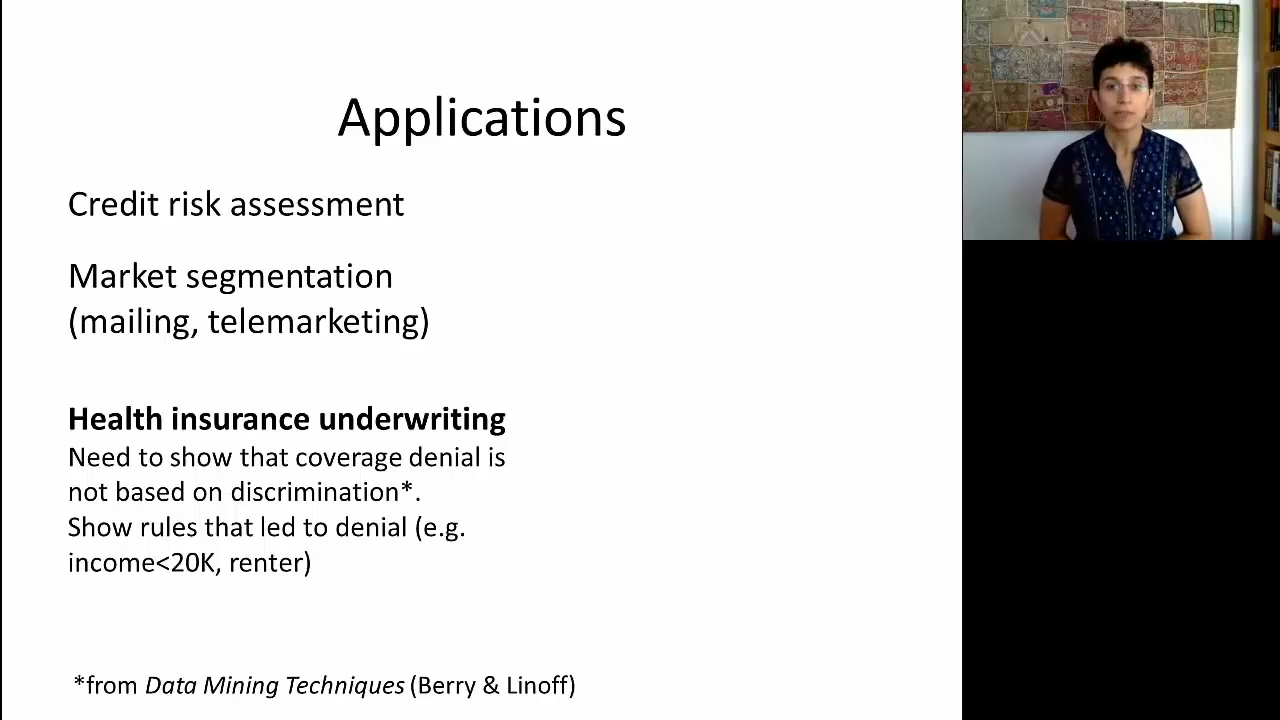 Applications
Credit risk assessment
Market segmentation
(mailing, telemarketing)
Health insurance underwriting
Need to show that coverage denial is
not based on discrimination*.
Show rules that led to denial (e.g.
income<20K, renter)
*from Data Mining Techniques (Berry & Linoff)